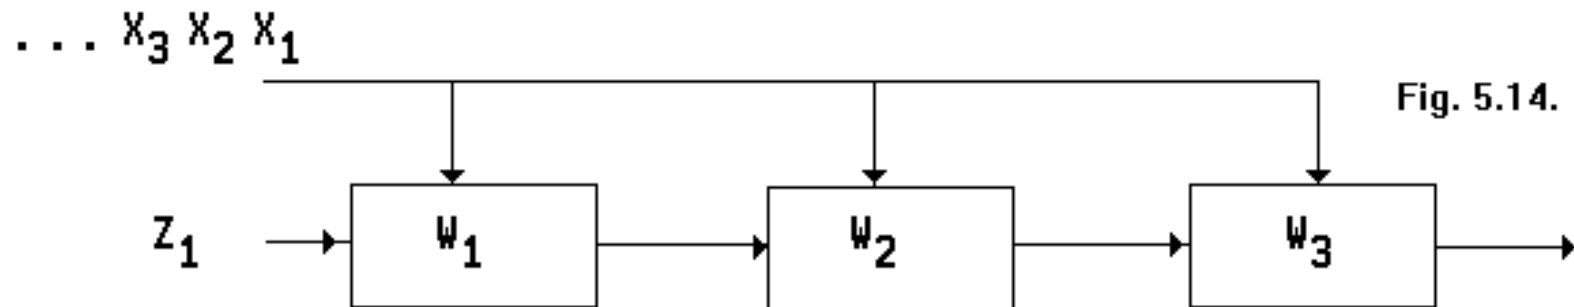 . . . X3 X2 X1
Fig. 5.14.
Z1 W1 W2 W3